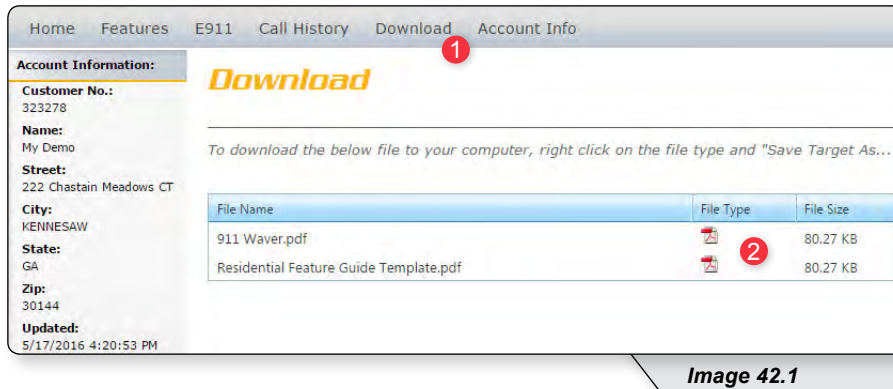 Home Features E911 Call History Download Account Info
1
Account Information:
Customer No.:
323278
Name:
My Demo
Street:
222 Chastain Meadows CT
City:
KENNESAW
State:
GA
Zip:
30144
Updated:
5/17/2016 4:20:53 PM
Download
To download the below file to your computer, right click on the file type and "Save Target As...
File Name File Type File Size
911 Waver.pdf 80.27 KB
2
Residential Feature Guide Template.pdf 80.27 KB
Image 42.1